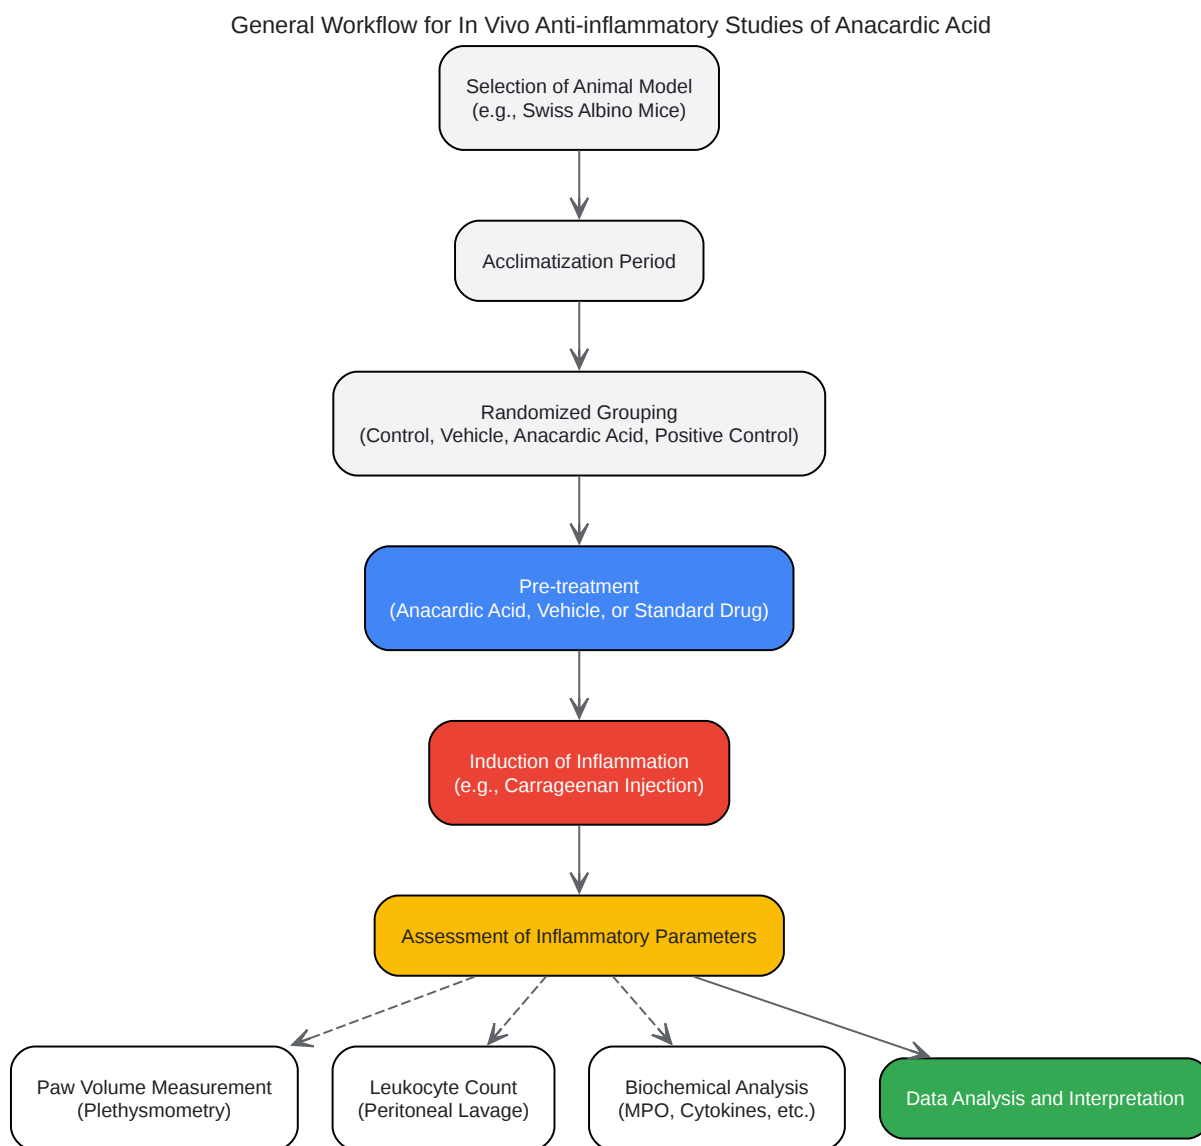 General Workflow for In Vivo Anti-inflammatory Studies of Anacardic Acid
Selection of Animal Model
(e.g., Swiss Albino Mice)
Acclimatization Period
Randomized Grouping
(Control, Vehicle, Anacardic Acid, Positive Control)
Pre-treatment
(Anacardic Acid, Vehicle, or Standard Drug)
Induction of Inflammation
(e.g., Carrageenan Injection)
Assessment of Inflammatory Parameters
Paw Volume Measurement
(Plethysmometry)
Leukocyte Count
(Peritoneal Lavage)
Biochemical Analysis
(MPO, Cytokines, etc.)
Data Analysis and Interpretation